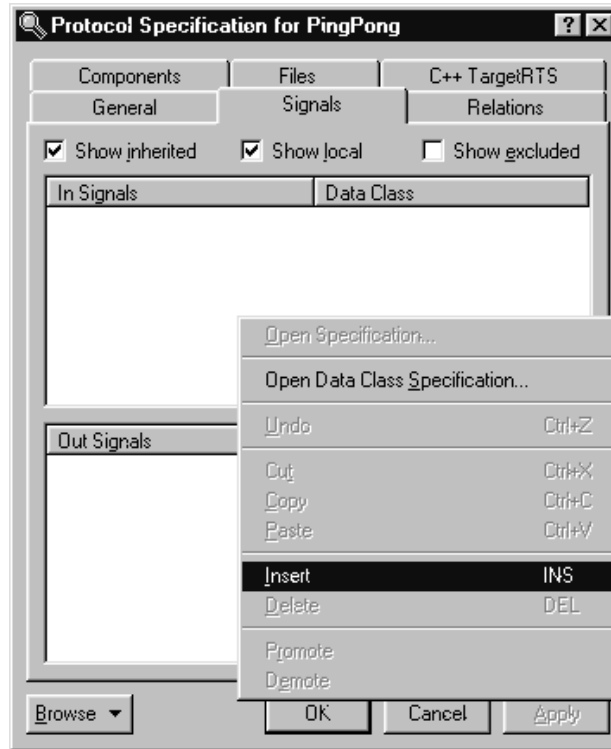 Protocol Specification for PingPong
Components Files C++ TargetRTS
General Signals Relations
Show inherited Show local Show excluded
In Signals Data Class
Open Specification...
Open Data Class Specification...
Out Signals
Undo Ctrl+Z
Cut Ctrl+X
Copy Ctrl+C
Paste Ctrl+V
Insert INS
Delete DEL
Promote
Demote
Browse OK Cancel Apply